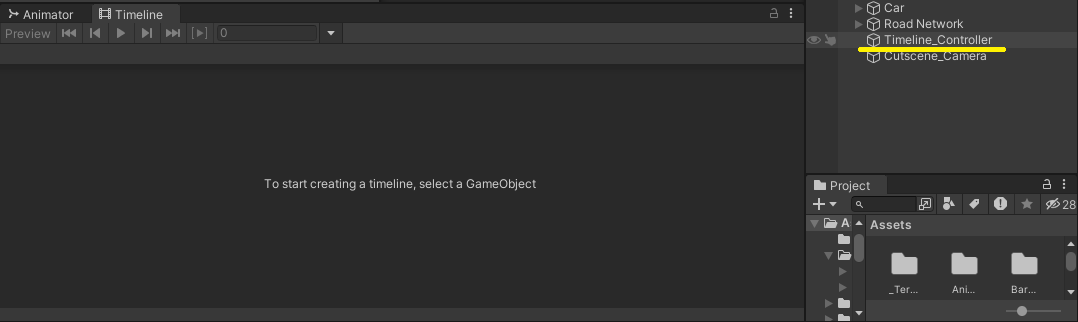 Animator
Timeline
Preview
0
To start creating a timeline, select a GameObject
Car
Road Network
Timeline_Controller
Cutscene_Camera
Project
28
A
Assets
_Ter...
Ani...
Bar...